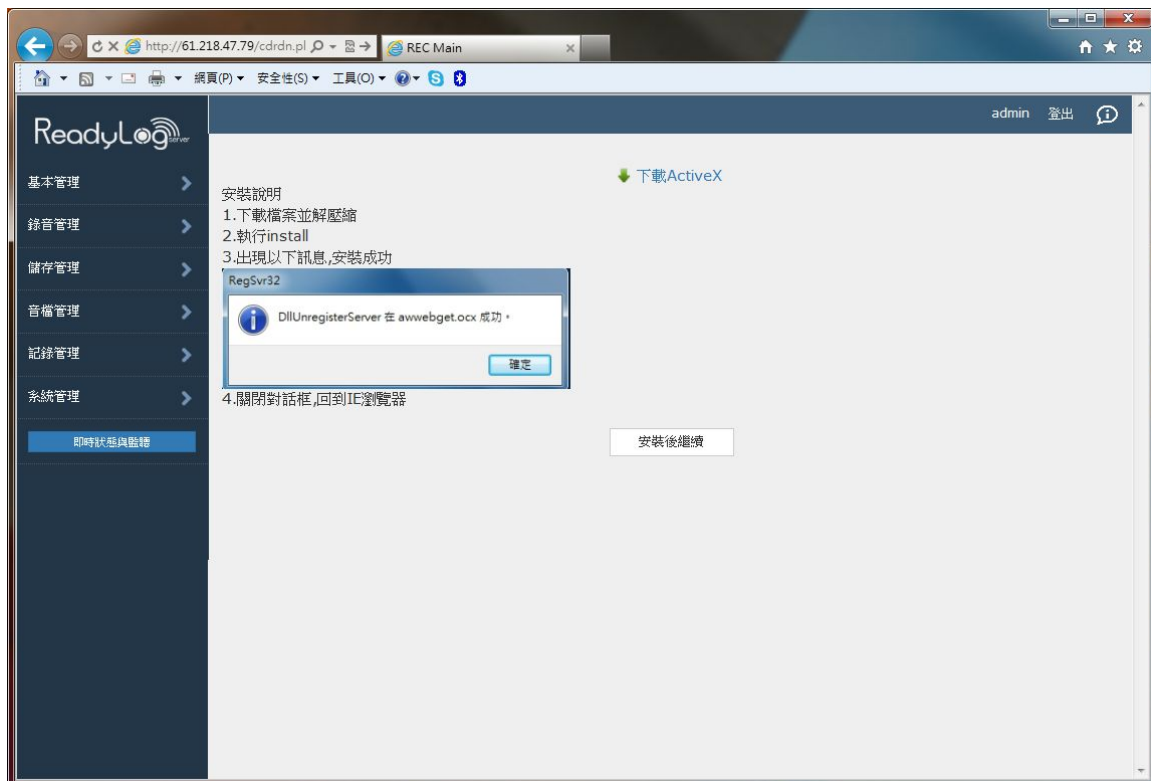 http://61.218.47.79/cdrdn.pl
REC Main
網頁(P) 安全性(S) 工具(O)
ReadyLog server
admin 登出
基本管理
錄音管理
儲存管理
音檔管理
記錄管理
系統管理
即時狀態與監聽
下載ActiveX
安裝說明
1.下載檔案並解壓縮
2.執行install
3.出現以下訊息,安裝成功
RegSvr32
DllUnregisterServer 在 awwebget.ocx 成功。
確定
4.關閉對話框,回到IE瀏覽器
安裝後繼續